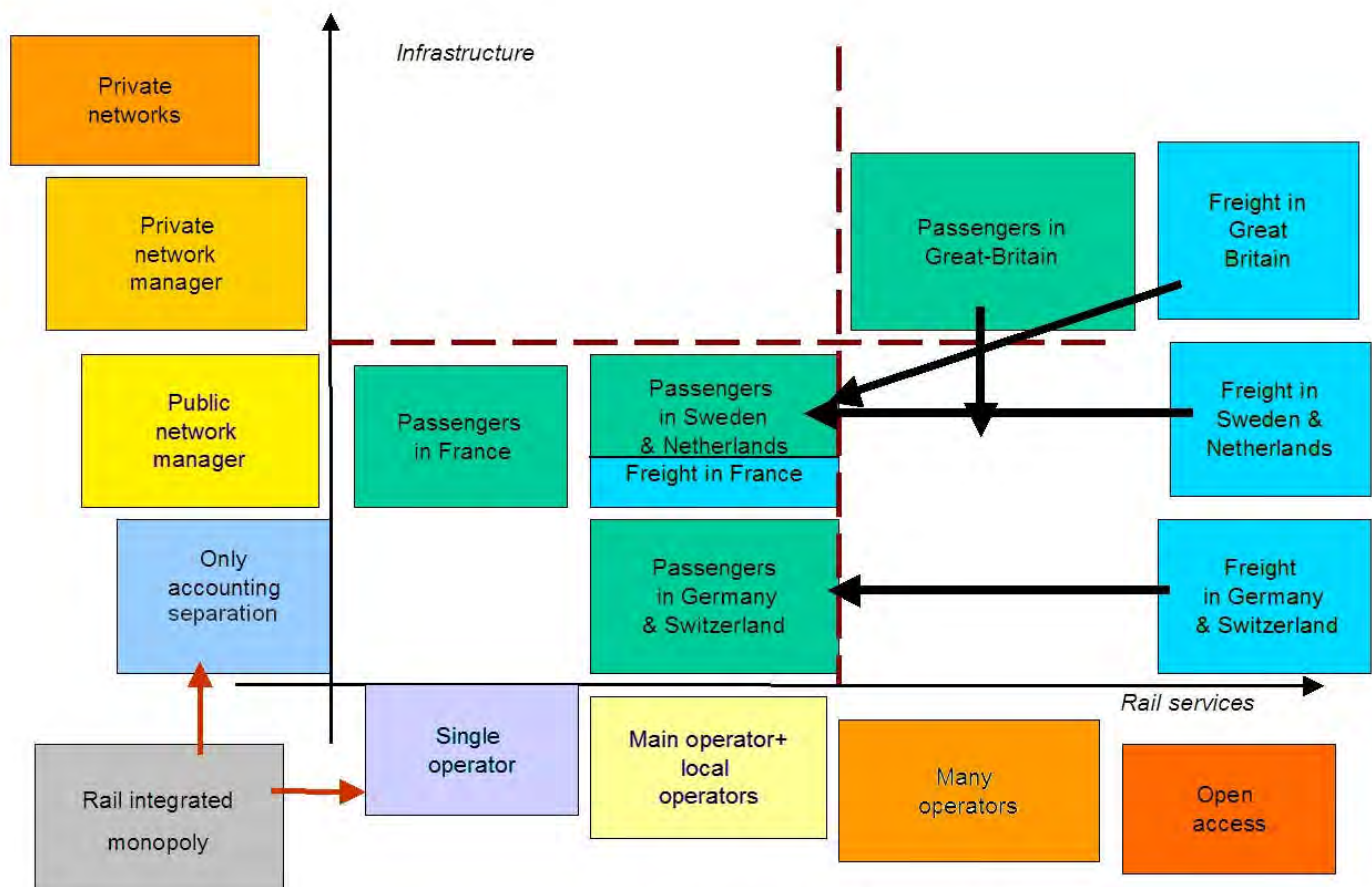 Infrastructure
Private
networks
Private
network
manager
Passengers in
Great-Britain
Freight in
Great
Britain
Public
network
manager
Passengers
in France
Passengers
in Sweden
& Netherlands
Freight in France
Freight in
Sweden &
Netherlands
Only
accounting
separation
Passengers
in Germany
& Switzerland
Freight
in Germany
& Switzerland
Rail services
Rail integrated
monopoly
Single
operator
Main operator+
local
operators
Many
operators
Open
access